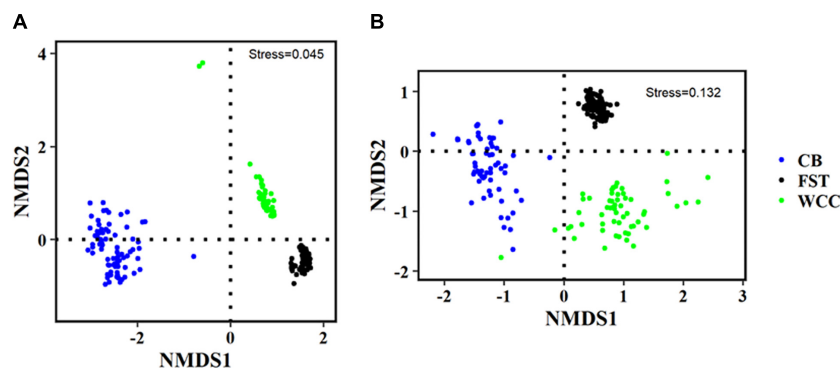 A
B
Stress=0.045
4
2
0
NMDS2
-2
0
2
NMDS1
Stress=0.132
1
0
-1
-2
NMDS2
-2
-1
0
1
2
3
NMDS1
CB
FST
WCC